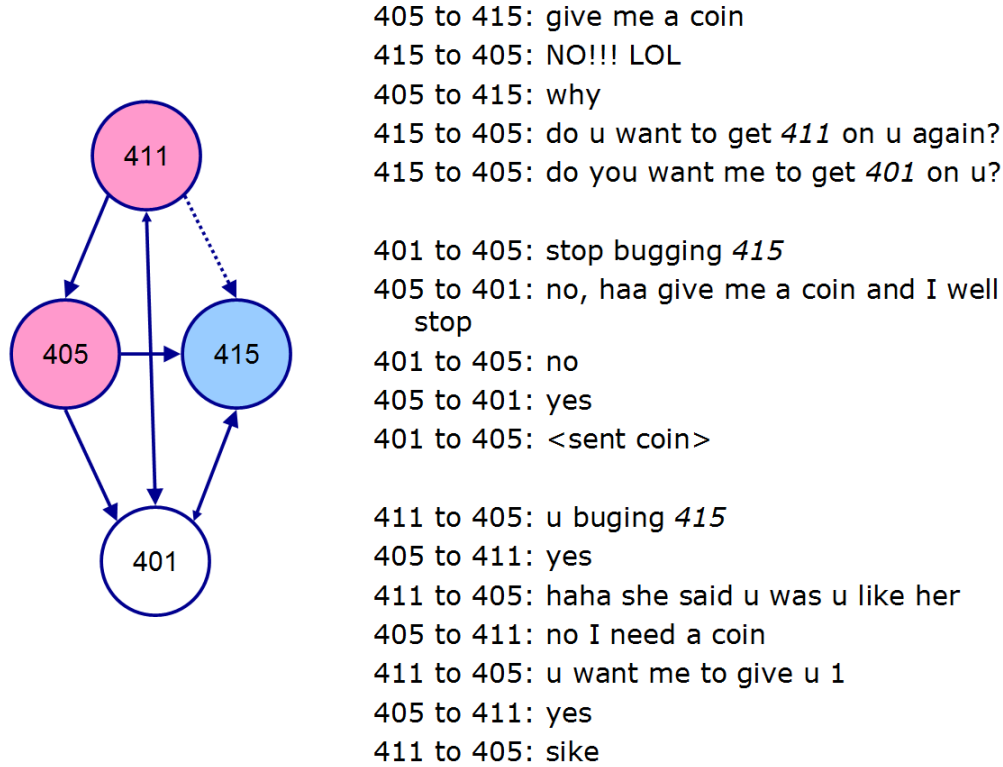 405 to 415: give me a coin
415 to 405: NO!!! LOL
405 to 415: why
415 to 405: do u want to get 411 on u again?
415 to 405: do you want me to get 401 on u?
401 to 405: stop bugging 415
405 to 401: no, haa give me a coin and I well
stop
401 to 405: no
405 to 401: yes
401 to 405: <sent coin>
411 to 405: u buging 415
405 to 411: yes
411 to 405: haha she said u was u like her
405 to 411: no I need a coin
411 to 405: u want me to give u 1
405 to 411: yes
411 to 405: sike
411
405
415
401